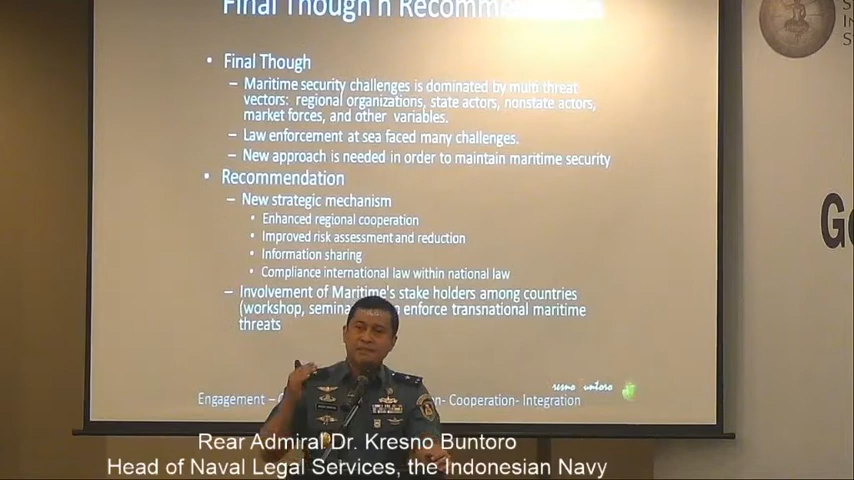 Final Though n
• Final Though
– Maritime security challenges is dominated by multi threat
vectors: regional organizations, state actors, nonstate actors,
market forces, and other variables.
– Law enforcement at sea faced many challenges.
– New approach is needed in order to maintain maritime security
• Recommendation
– New strategic mechanism
• Enhanced regional cooperation
• Improved risk assessment and reduction
• Information sharing
• Compliance international law within national law
– Involvement of Maritime's stake holders among countries
(workshop, enforce transnational maritime
threats
Engagement – Cooperation- Integration
Rear Admiral Dr. Kresno Buntoro
Head of Naval Legal Services, the Indonesian Navy